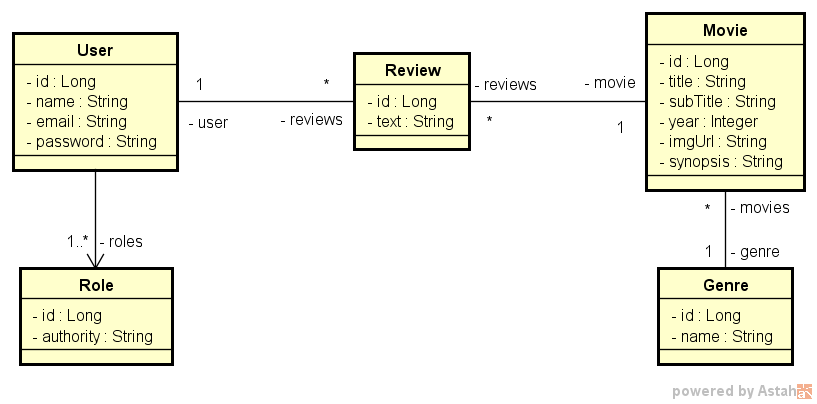 User
- id : Long
- name : String
- email : String
- password : String
1
*
- user
- reviews
Review
- id : Long
- text : String
- reviews
- movie
*
1
Movie
- id : Long
- title : String
- subTitle : String
- year : Integer
- imgUrl : String
- synopsis : String
1..*
- roles
Role
- id : Long
- authority : String
*
- movies
1
- genre
Genre
- id : Long
- name : String
powered by Astah